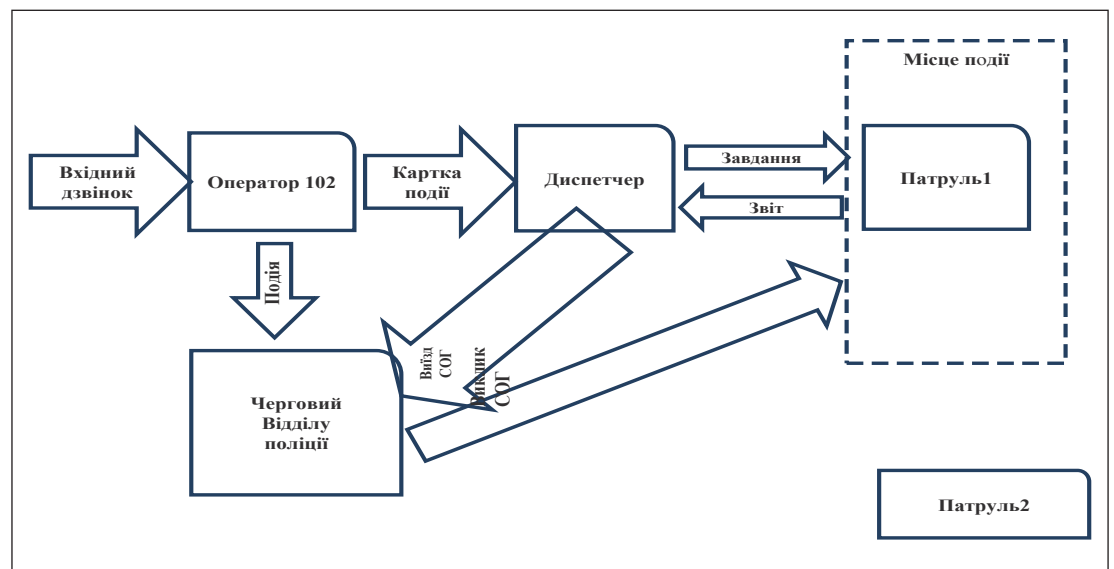 Місце події
Вхідний
дзвінок
Оператор 102
Картка
події
Диспетчер
Завдання
Звіт
Патруль1
Подія
Виїзд
СОГ
Виклик
СОГ
Черговий
Відділу
поліції
Патруль2